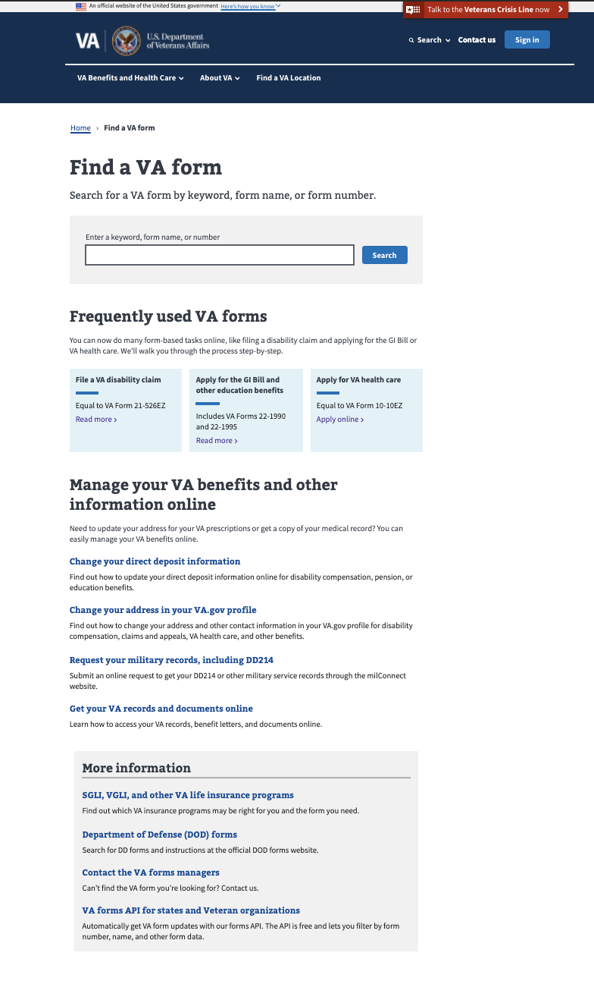 An official website of the United States government Here's how you know
Talk to the Veterans Crisis Line now
VA
U.S. Department
of Veterans Affairs
Search
Contact us
Sign in
VA Benefits and Health Care
About VA
Find a VA Location
Home › Find a VA form
Find a VA form
Search for a VA form by keyword, form name, or form number.
Enter a keyword, form name, or number
Search
Frequently used VA forms
You can now do many form-based tasks online, like filing a disability claim and applying for the GI Bill or
VA health care. We'll walk you through the process step-by-step.
File a VA disability claim
Equal to VA Form 21-526EZ
Read more ›
Apply for the GI Bill and
other education benefits
Includes VA Forms 22-1990
and 22-1995
Read more ›
Apply for VA health care
Equal to VA Form 10-10EZ
Apply online ›
Manage your VA benefits and other
information online
Need to update your address for your VA prescriptions or get a copy of your medical record? You can
easily manage your VA benefits online.
Change your direct deposit information
Find out how to update your direct deposit information online for disability compensation, pension, or
education benefits.
Change your address in your VA.gov profile
Find out how to change your address and other contact information in your VA.gov profile for disability
compensation, claims and appeals, VA health care, and other benefits.
Request your military records, including DD214
Submit an online request to get your DD214 or other military service records through the milConnect
website.
Get your VA records and documents online
Learn how to access your VA records, benefit letters, and documents online.
More information
SGLI, VGLI, and other VA life insurance programs
Find out which VA insurance programs may be right for you and the form you need.
Department of Defense (DOD) forms
Search for DD forms and instructions at the official DOD forms website.
Contact the VA forms managers
Can't find the VA form you're looking for? Contact us.
VA forms API for states and Veteran organizations
Automatically get VA form updates with our forms API. The API is free and lets you filter by form
number, name, and other form data.